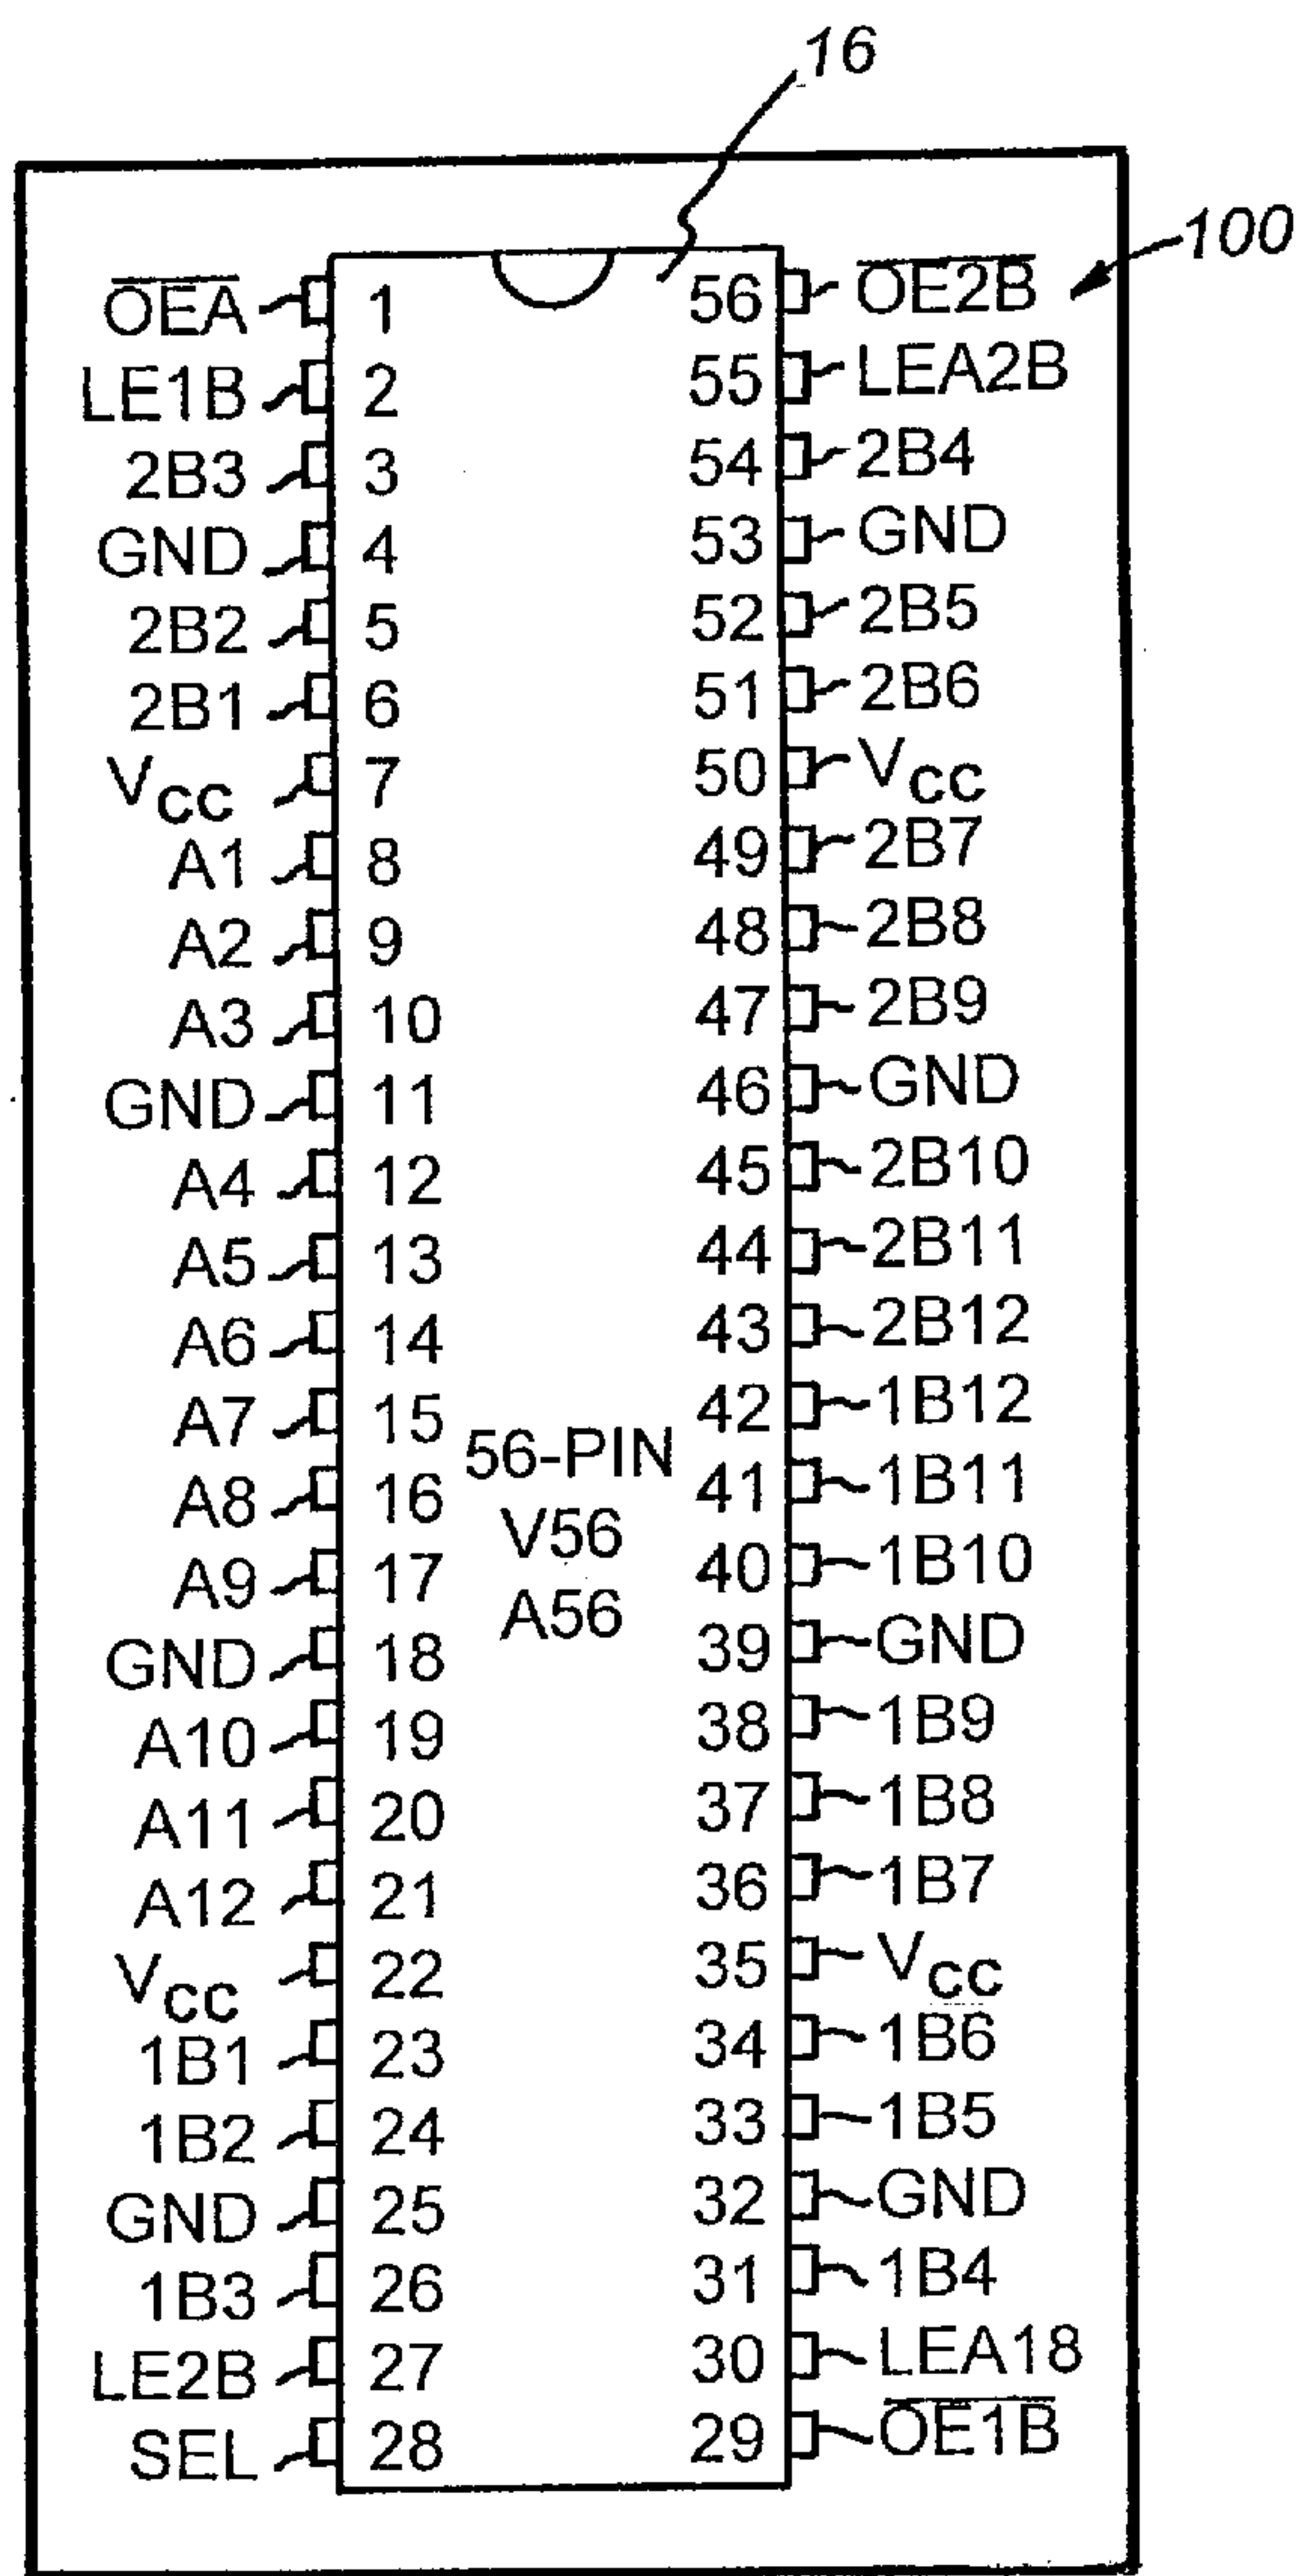 16
100
O̅E̅A̅ 1 56 O̅E̅2̅B̅
LE1B 2 55 LEA2B
2B3 3 54 2B4
GND 4 53 GND
2B2 5 52 2B5
2B1 6 51 2B6
VCC 7 50 VCC
A1 8 49 2B7
A2 9 48 2B8
A3 10 47 2B9
GND 11 46 GND
A4 12 45 2B10
A5 13 44 2B11
A6 14 43 2B12
A7 15 42 1B12
56-PIN
A8 16 41 1B11
V56
A9 17 40 1B10
A56
GND 18 39 GND
A10 19 38 1B9
A11 20 37 1B8
A12 21 36 1B7
VCC 22 35 VCC
1B1 23 34 1B6
1B2 24 33 1B5
GND 25 32 GND
1B3 26 31 1B4
LE2B 27 30 LEA18
SEL 28 29 O̅E̅1̅B̅